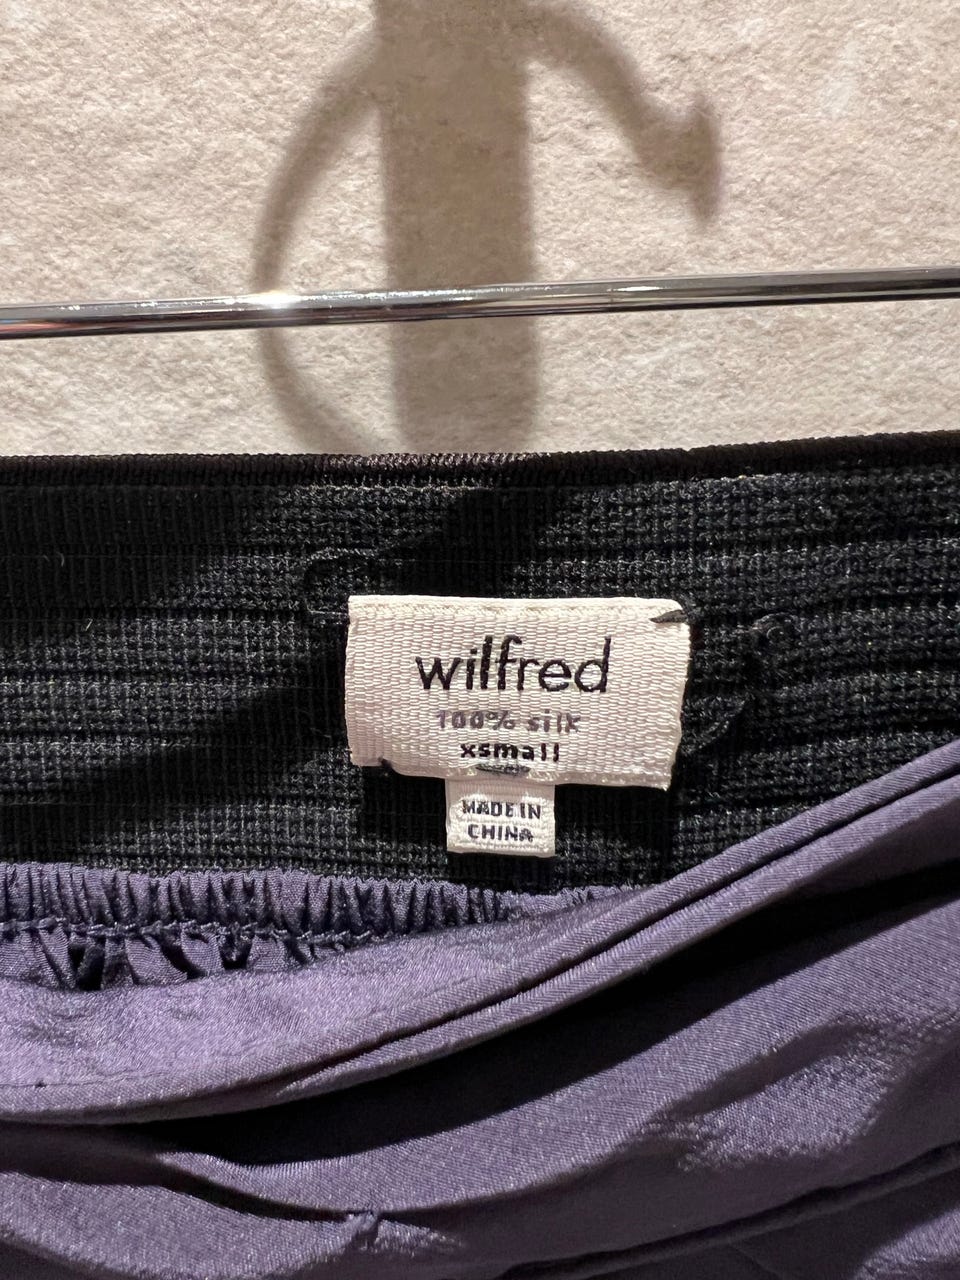 wilfred
100% silk
xsmall
MADE IN
CHINA